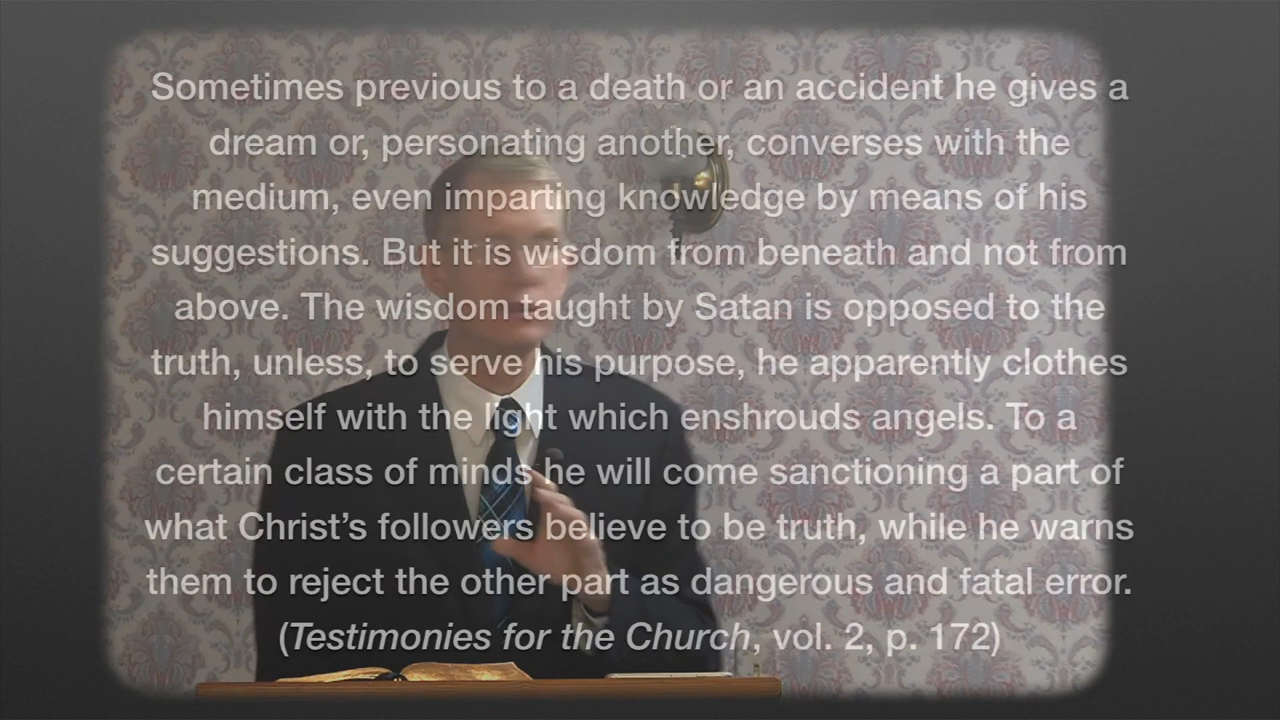 Sometimes previous to a death or an accident he gives a
dream or, personating another, converses with the
medium, even imparting knowledge by means of his
suggestions. But it is wisdom from beneath and not from
above. The wisdom taught by Satan is opposed to the
truth, unless, to serve his purpose, he apparently clothes
himself with the light which enshrouds angels. To a
certain class of minds he will come sanctioning a part of
what Christ’s followers believe to be truth, while he warns
them to reject the other part as dangerous and fatal error.
(Testimonies for the Church, vol. 2, p. 172)